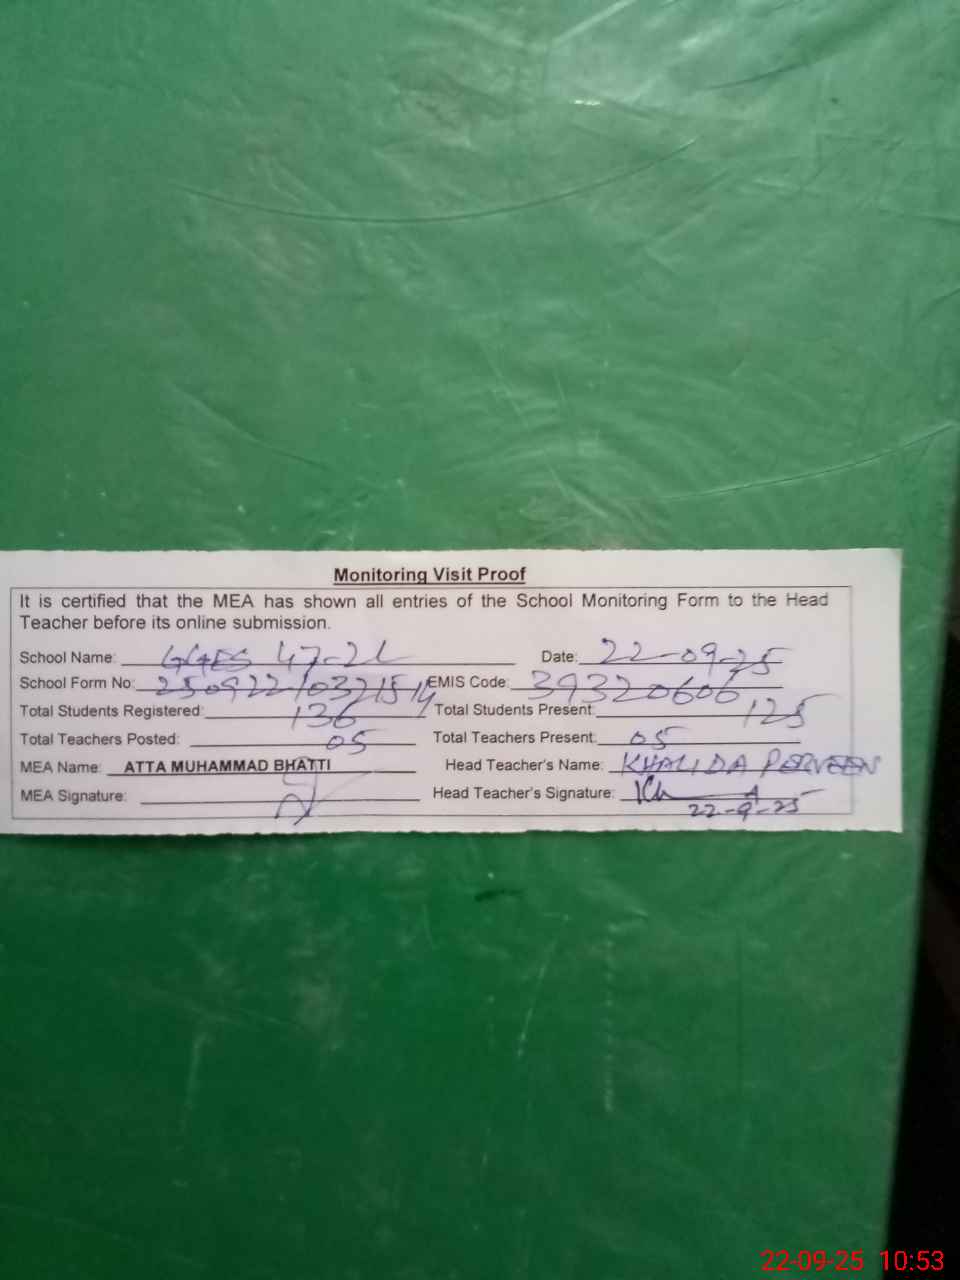 Monitoring Visit Proof
It is certified that the MEA has shown all entries of the School Monitoring Form to the Head
Teacher before its online submission.
School Name: GGES 47-2L Date: 22-09-25
School Form No: EMIS Code: 39320606
Total Students Registered: 136 Total Students Present: 125
Total Teachers Posted: 05 Total Teachers Present: 05
MEA Name: ATTA MUHAMMAD BHATTI Head Teacher's Name: KHALIDA PERVEEN
MEA Signature: Head Teacher's Signature:
22-9-25
22-09-25 10:53